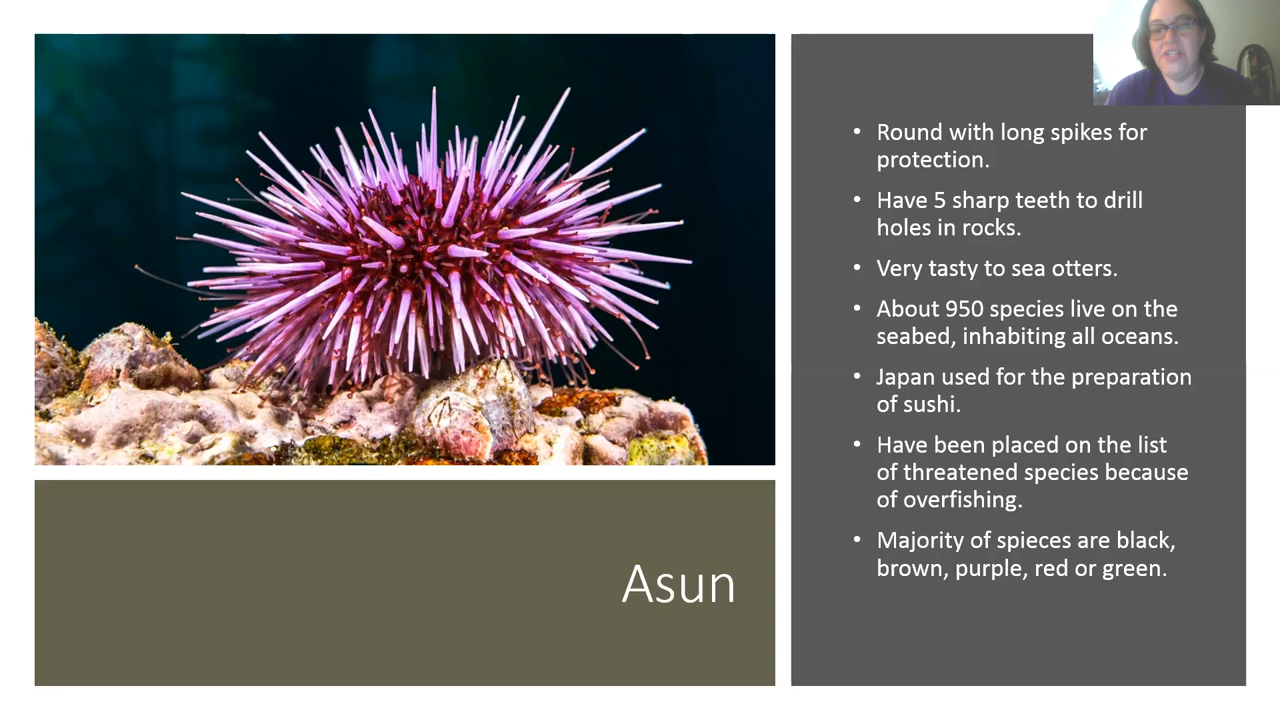 Asun
• Round with long spikes for
protection.
• Have 5 sharp teeth to drill
holes in rocks.
• Very tasty to sea otters.
• About 950 species live on the
seabed, inhabiting all oceans.
• Japan used for the preparation
of sushi.
• Have been placed on the list
of threatened species because
of overfishing.
• Majority of spieces are black,
brown, purple, red or green.